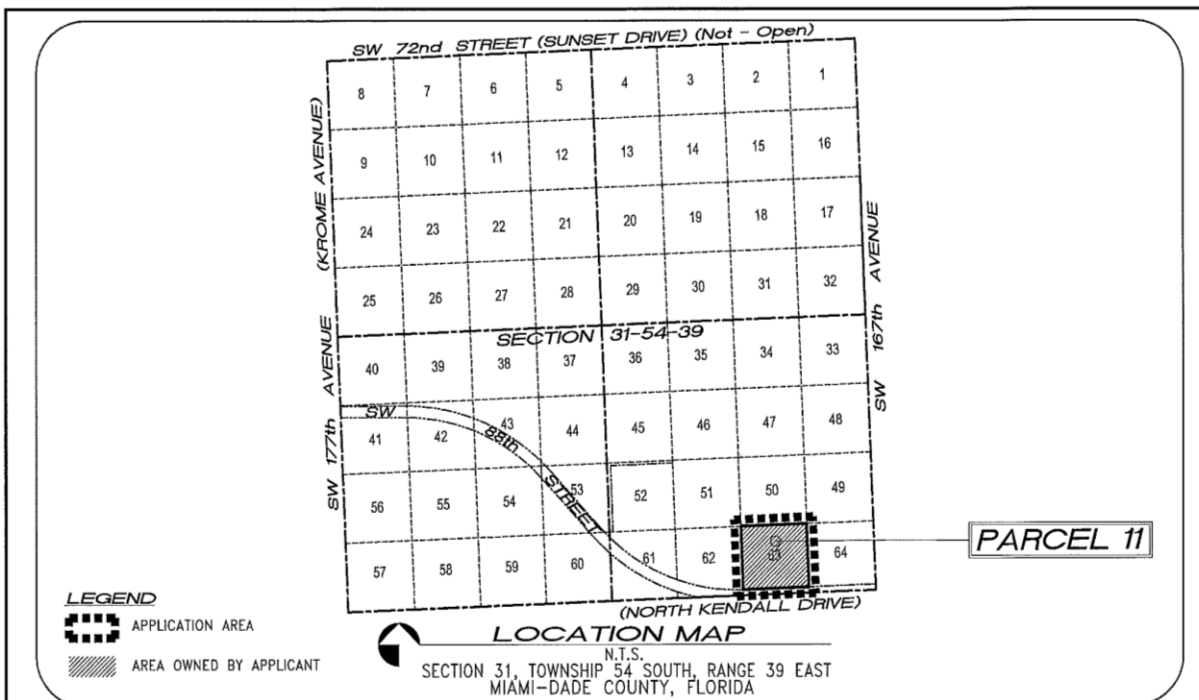 SW 72nd STREET (SUNSET DRIVE) (Not - Open)
8 7 6 5 4 3 2 1
9 10 11 12 13 14 15 16
24 23 22 21 20 19 18 17
25 26 27 28 29 30 31 32
SECTION 31-54-39
40 39 38 37 36 35 34 33
41 42 43 44 45 46 47 48
56 55 54 53 52 51 50 49
57 58 59 60 61 62 63 64
SW 177th AVENUE (KROME AVENUE)
SW 167th AVENUE
SW 88th STREET
(NORTH KENDALL DRIVE)
PARCEL 11
LEGEND
APPLICATION AREA
AREA OWNED BY APPLICANT
LOCATION MAP
N.T.S.
SECTION 31, TOWNSHIP 54 SOUTH, RANGE 39 EAST
MIAMI-DADE COUNTY, FLORIDA